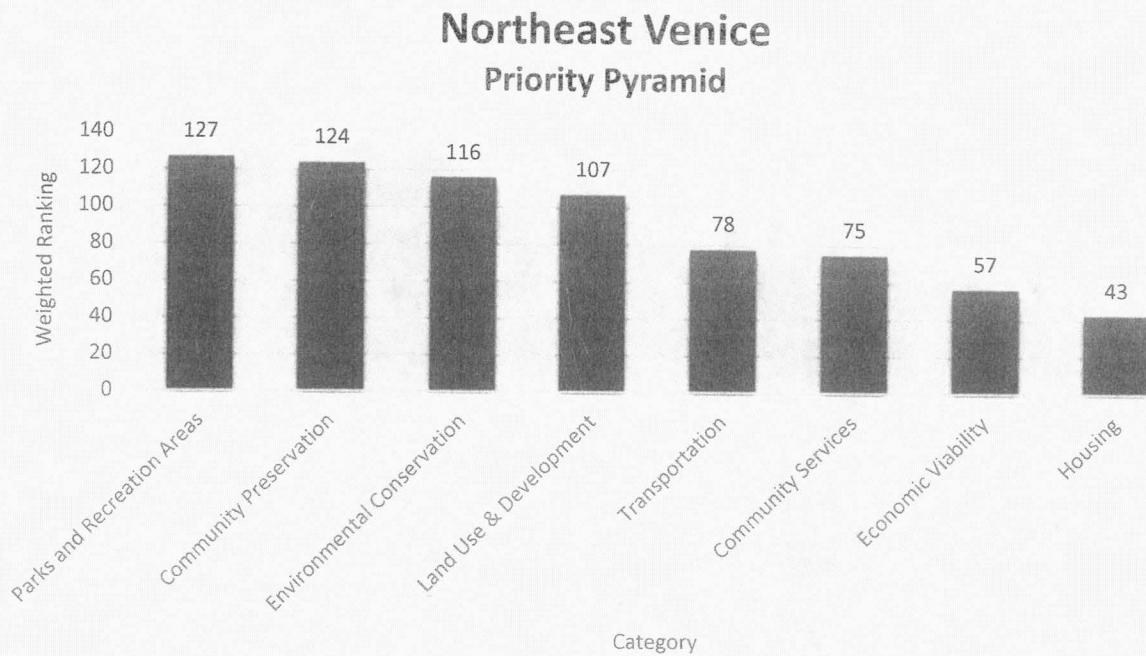 Northeast Venice
Priority Pyramid
Weighted Ranking
140
120
100
80
60
40
20
0
127
124
116
107
78
75
57
43
Parks and Recreation Areas
Community Preservation
Environmental Conservation
Land Use & Development
Transportation
Community Services
Economic Viability
Housing
Category